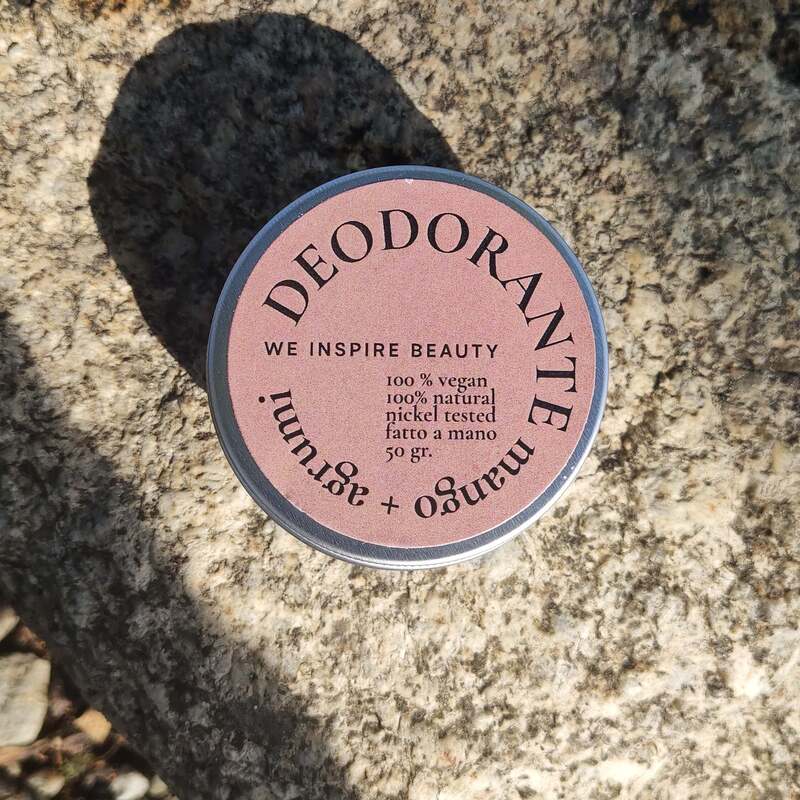 DEODORANTE
WE INSPIRE BEAUTY
100 % vegan
100% natural
nickel tested
fatto a mano
50 gr.
mango + agrumi